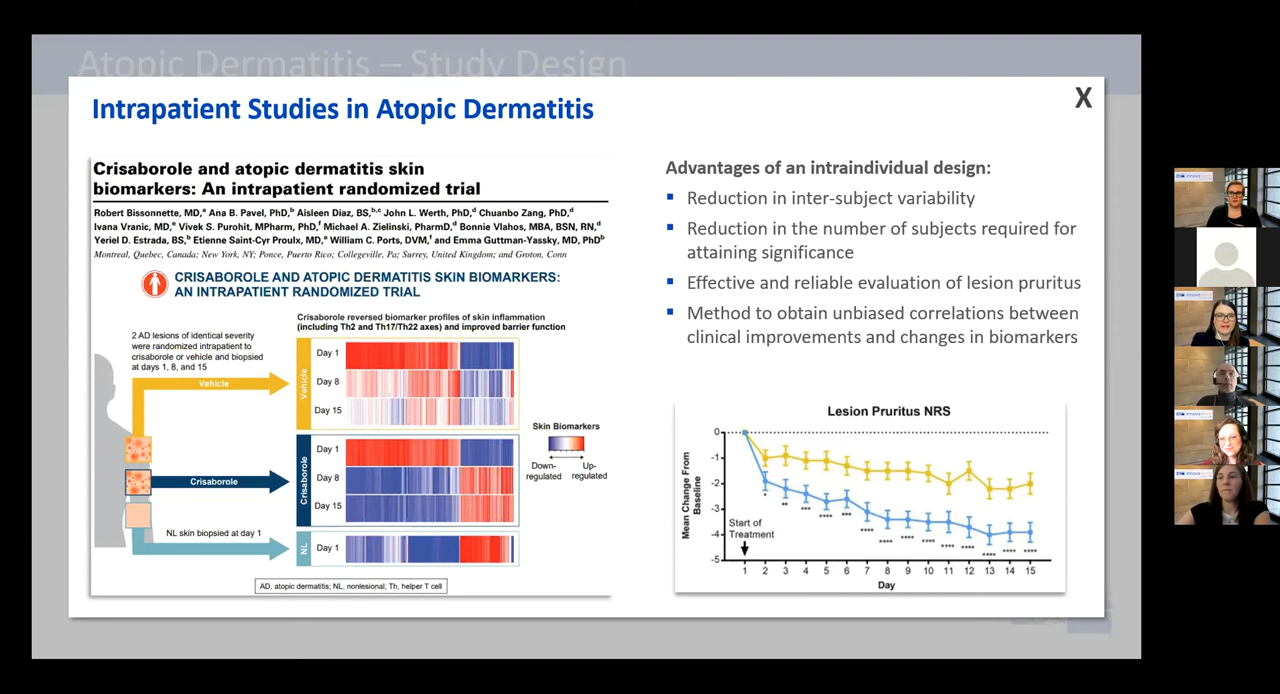 Atopic Dermatitis – Study Design
Intrapatient Studies in Atopic Dermatitis
X
Crisaborole and atopic dermatitis skin
biomarkers: An intrapatient randomized trial
Robert Bissonnette, MD,a Ana B. Pavel, PhD,b Aisleen Diaz, BS,b,c John L. Werth, PhD,d Chuanbo Zang, PhD,d
Ivana Vranic, MD,e Vivek S. Purohit, MPharm, PhD,f Michael A. Zielinski, PharmD,d Bonnie Vlahos, MBA, BSN, RN,d
Yeriel D. Estrada, BS,b Etienne Saint-Cyr Proulx, MD,a William C. Ports, DVM,f and Emma Guttman-Yassky, MD, PhDb
Montreal, Quebec, Canada; New York, NY; Ponce, Puerto Rico; Collegeville, Pa; Surrey, United Kingdom; and Groton, Conn
CRISABOROLE AND ATOPIC DERMATITIS SKIN BIOMARKERS:
AN INTRAPATIENT RANDOMIZED TRIAL
2 AD lesions of identical severity
were randomized intrapatient to
crisaborole or vehicle and biopsied
at days 1, 8, and 15
Vehicle
Crisaborole
NL skin biopsied at day 1
Crisaborole reversed biomarker profiles of skin inflammation
(including Th2 and Th17/Th22 axes) and improved barrier function
Vehicle
Day 1
Day 8
Day 15
Crisaborole
Day 1
Day 8
Day 15
NL
Day 1
Skin Biomarkers
Down-regulated
Up-regulated
AD, atopic dermatitis; NL, nonlesional; Th, helper T cell
Advantages of an intraindividual design:
Reduction in inter-subject variability
Reduction in the number of subjects required for
attaining significance
Effective and reliable evaluation of lesion pruritus
Method to obtain unbiased correlations between
clinical improvements and changes in biomarkers
Lesion Pruritus NRS
Mean Change From
Baseline
0
-1
-2
-3
-4
-5
Start of
Treatment
* ** *** **** *** **** **** **** **** **** **** **** **** ****
1 2 3 4 5 6 7 8 9 10 11 12 13 14 15
Day